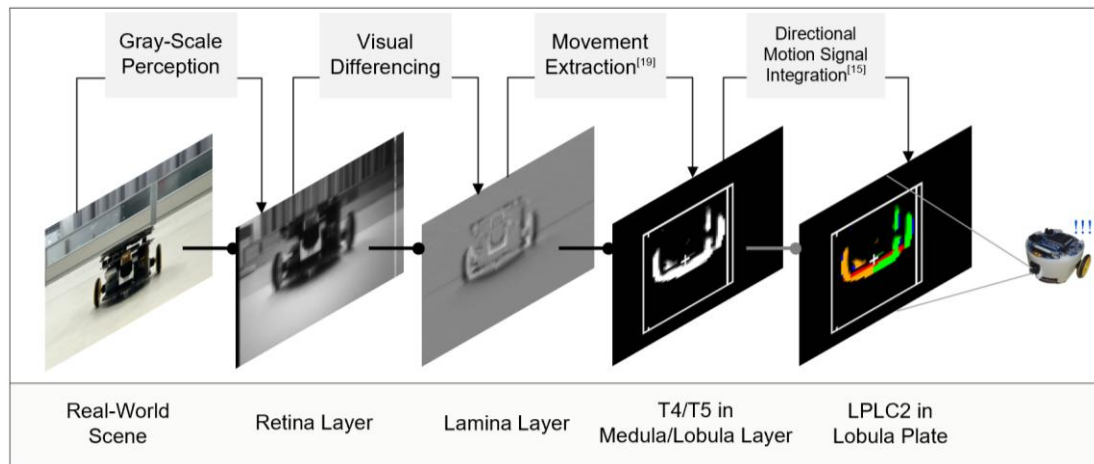 Gray-Scale
Perception
Visual
Differencing
Movement
Extraction[19]
Directional
Motion Signal
Integration[15]
!!!
Real-World
Scene
Retina Layer
Lamina Layer
T4/T5 in
Medula/Lobula Layer
LPLC2 in
Lobula Plate